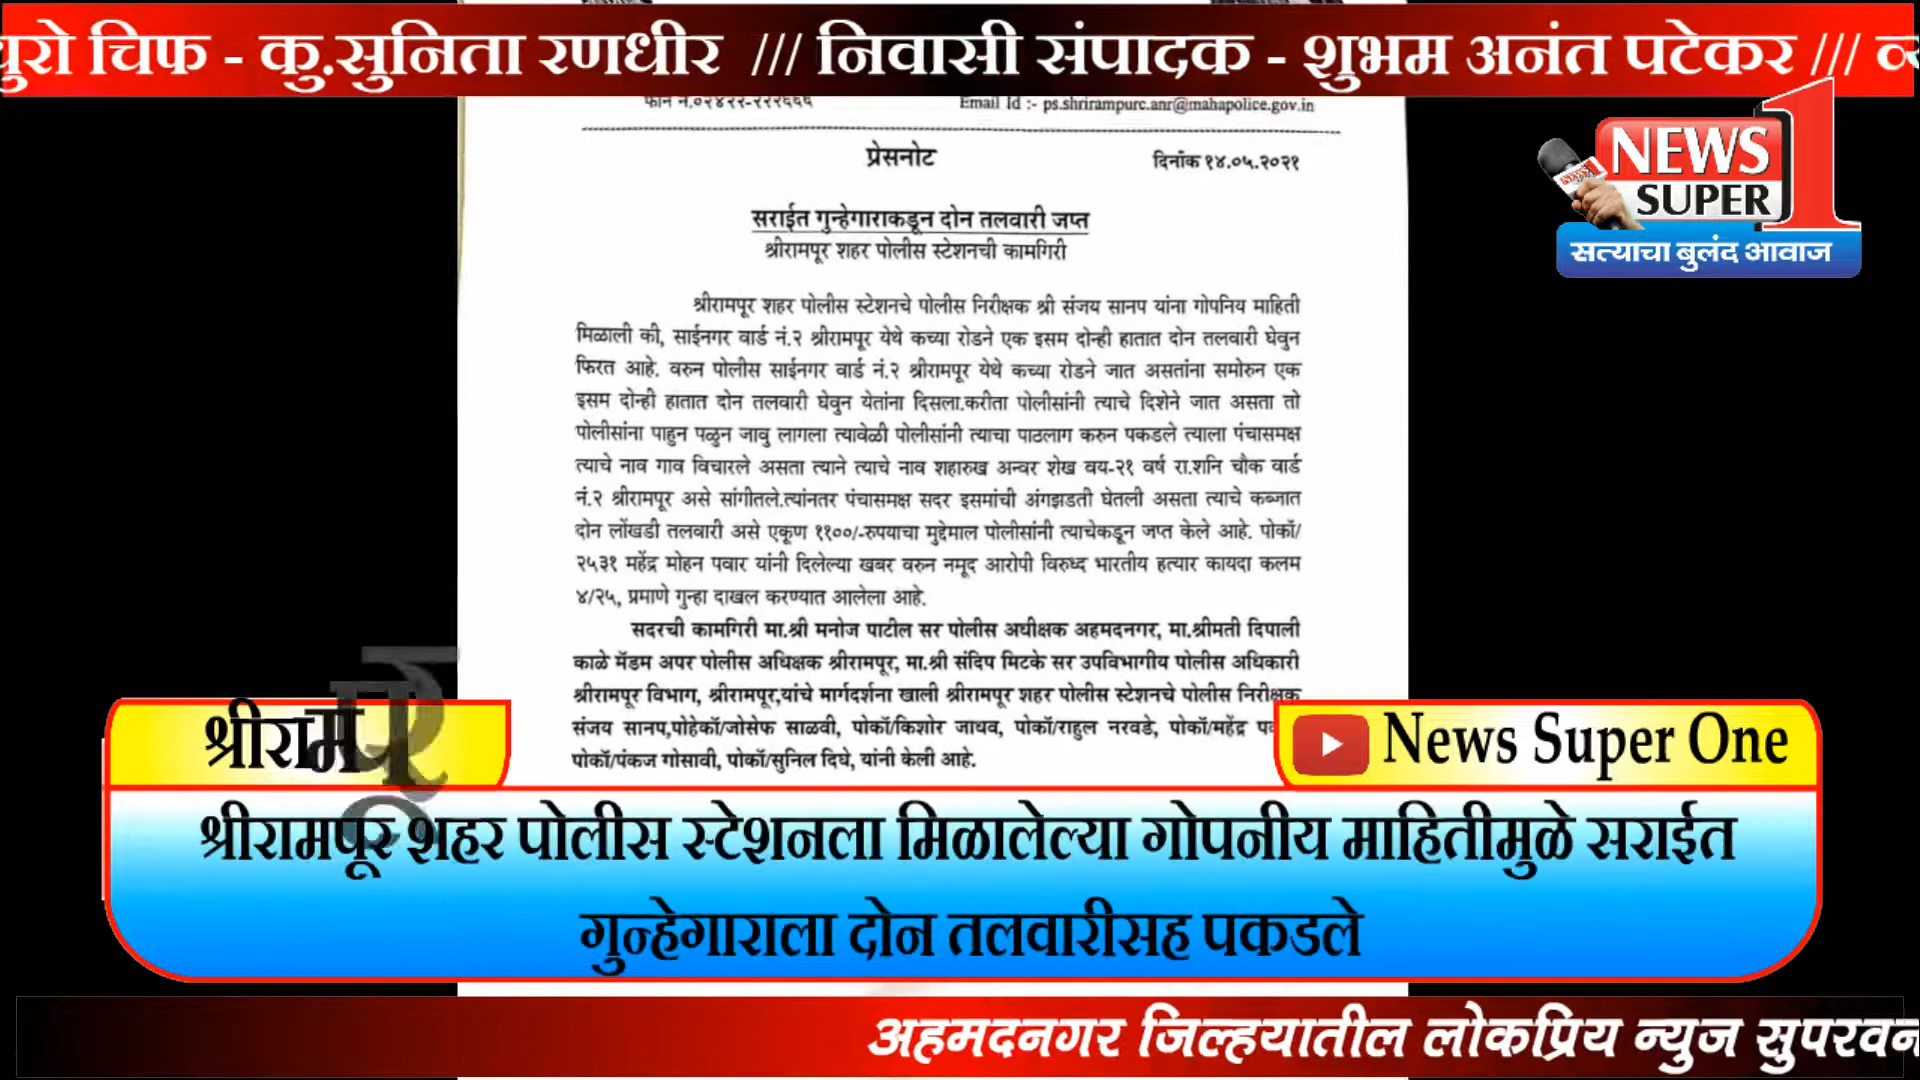 युरो चिफ - कु.सुनिता रणधीर /// निवासी संपादक - शुभम अनंत पटेकर ///
फोन नं.०२४२२-२२२६६६ Email Id :- ps.shrirampurc.anr@mahapolice.gov.in
NEWS
SUPER 1
सत्याचा बुलंद आवाज
प्रेसनोट दिनांक १४.०५.२०२१
सराईत गुन्हेगाराकडून दोन तलवारी जप्त
श्रीरामपूर शहर पोलीस स्टेशनची कामगिरी
श्रीरामपूर शहर पोलीस स्टेशनचे पोलीस निरीक्षक श्री संजय सानप यांना गोपनिय माहिती
मिळाली की, साईनगर वार्ड नं.२ श्रीरामपूर येथे कच्या रोडने एक इसम दोन्ही हातात दोन तलवारी घेवुन
फिरत आहे. वरुन पोलीस साईनगर वार्ड नं.२ श्रीरामपूर येथे कच्या रोडने जात असतांना समोरुन एक
इसम दोन्ही हातात दोन तलवारी घेवुन येतांना दिसला.करीता पोलीसांनी त्याचे दिशेने जात असता तो
पोलीसांना पाहुन पळुन जावु लागला त्यावेळी पोलीसांनी त्याचा पाठलाग करुन पकडले त्याला पंचासमक्ष
त्याचे नाव गाव विचारले असता त्याने त्याचे नाव शहारुख अन्वर शेख वय-२१ वर्ष रा.शनि चौक वार्ड
नं.२ श्रीरामपूर असे सांगीतले.त्यांनतर पंचासमक्ष सदर इसमांची अंगझडती घेतली असता त्याचे कब्जात
दोन लोंखडी तलवारी असे एकूण ११००/-रुपयाचा मुद्देमाल पोलीसांनी त्याचेकडून जप्त केले आहे. पोकॉ/
२५३१ महेंद्र मोहन पवार यांनी दिलेल्या खबर वरुन नमूद आरोपी विरुध्द भारतीय हत्यार कायदा कलम
४/२५, प्रमाणे गुन्हा दाखल करण्यात आलेला आहे.
सदरची कामगिरी मा.श्री मनोज पाटील सर पोलीस अधीक्षक अहमदनगर, मा.श्रीमती दिपाली
काळे मॅडम अपर पोलीस अधिक्षक श्रीरामपूर, मा.श्री संदिप मिटके सर उपविभागीय पोलीस अधिकारी
श्रीरामपूर विभाग, श्रीरामपूर,यांचे मार्गदर्शना खाली श्रीरामपूर शहर पोलीस स्टेशनचे पोलीस निरीक्षक
संजय सानप,पोहेकॉ/जोसेफ साळवी, पोकॉ/किशोर जाधव, पोकॉ/राहुल नरवडे, पोकॉ/महेंद्र
पोकॉ/पंकज गोसावी, पोकॉ/सुनिल दिघे, यांनी केली आहे.
श्रीरामपूर
News Super One
श्रीरामपूर शहर पोलीस स्टेशनला मिळालेल्या गोपनीय माहितीमुळे सराईत
गुन्हेगाराला दोन तलवारीसह पकडले
अहमदनगर जिल्हयातील लोकप्रिय न्युज सुपरवन